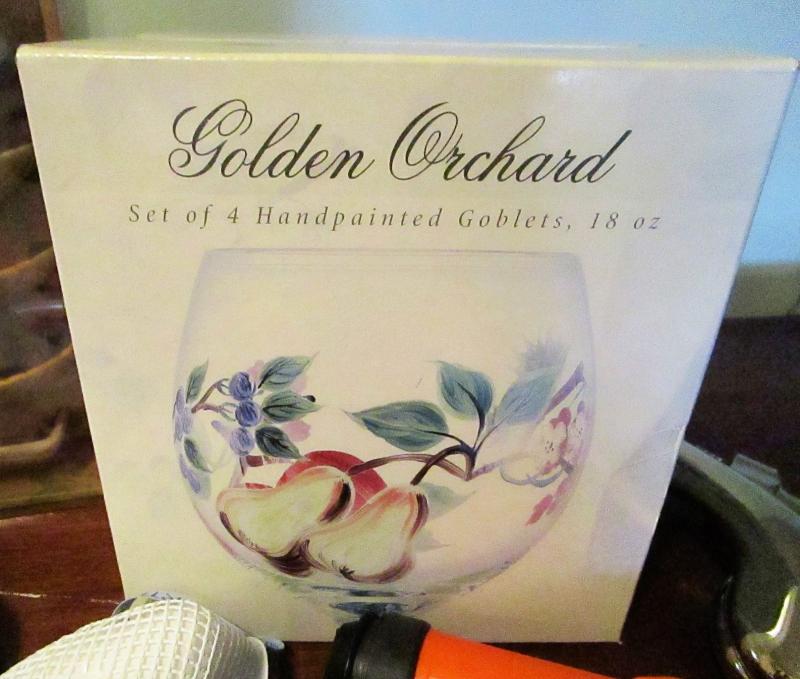 Golden Orchard
Set of 4 Handpainted Goblets, 18 oz